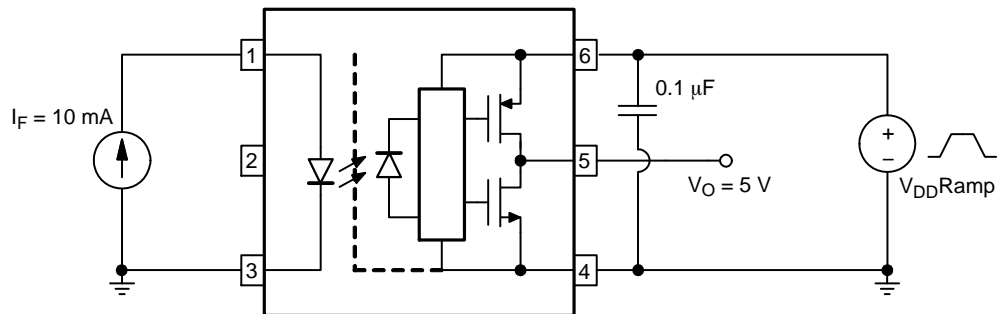 1
6
0.1 μF
I_F = 10 mA
+
–
2
5
V_O = 5 V
V_DD Ramp
3
4